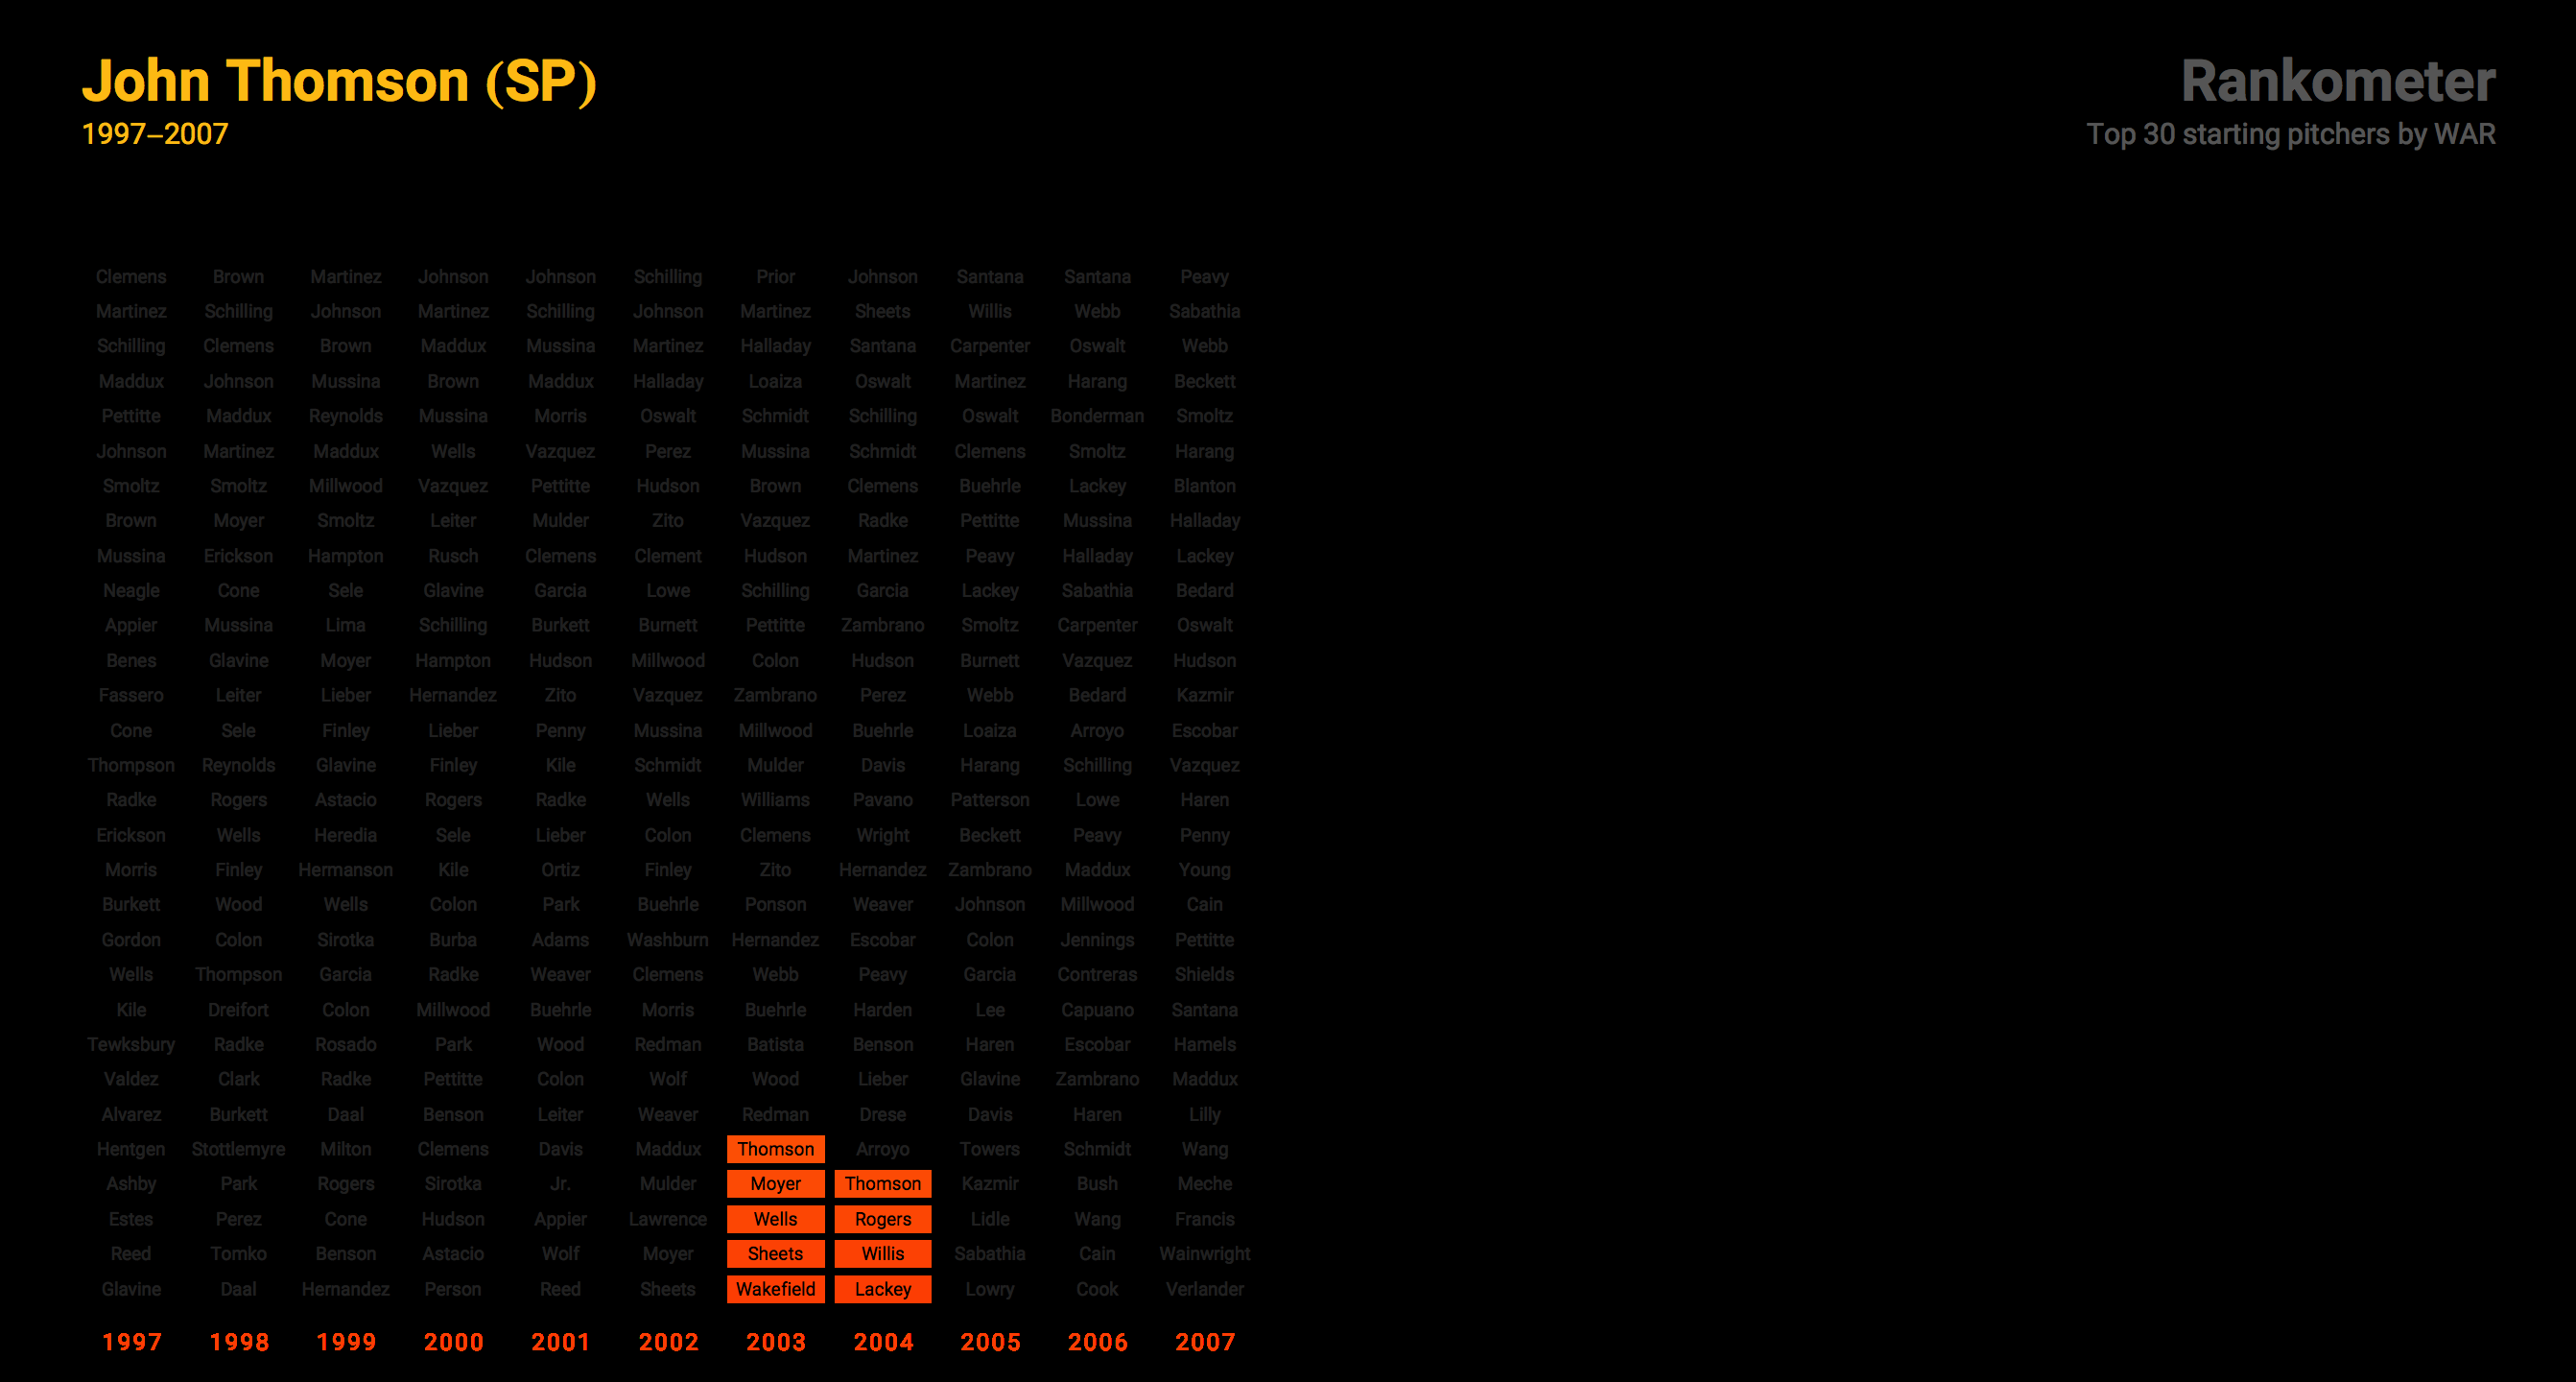 John Thomson (SP)
1997–2007
Rankometer
Top 30 starting pitchers by WAR
Clemens Brown Martinez Johnson Johnson Schilling Prior Johnson Santana Santana Peavy
Martinez Schilling Johnson Martinez Schilling Johnson Martinez Sheets Willis Webb Sabathia
Schilling Clemens Brown Maddux Mussina Martinez Halladay Santana Carpenter Oswalt Webb
Maddux Johnson Mussina Brown Maddux Halladay Loaiza Oswalt Martinez Harang Beckett
Pettitte Maddux Reynolds Mussina Morris Oswalt Schmidt Schilling Oswalt Bonderman Smoltz
Johnson Martinez Maddux Wells Vazquez Perez Mussina Schmidt Clemens Smoltz Harang
Smoltz Smoltz Millwood Vazquez Pettitte Hudson Brown Clemens Buehrle Lackey Blanton
Brown Moyer Smoltz Leiter Mulder Zito Vazquez Radke Pettitte Mussina Halladay
Mussina Erickson Hampton Rusch Clemens Clement Hudson Martinez Peavy Halladay Lackey
Neagle Cone Sele Glavine Garcia Lowe Schilling Garcia Lackey Sabathia Bedard
Appier Mussina Lima Schilling Burkett Burnett Pettitte Zambrano Smoltz Carpenter Oswalt
Benes Glavine Moyer Hampton Hudson Millwood Colon Hudson Burnett Vazquez Hudson
Fassero Leiter Lieber Hernandez Zito Vazquez Zambrano Perez Webb Bedard Kazmir
Cone Sele Finley Lieber Penny Mussina Millwood Buehrle Loaiza Arroyo Escobar
Thompson Reynolds Glavine Finley Kile Schmidt Mulder Davis Harang Schilling Vazquez
Radke Rogers Astacio Rogers Radke Wells Williams Pavano Patterson Lowe Haren
Erickson Wells Heredia Sele Lieber Colon Clemens Wright Beckett Peavy Penny
Morris Finley Hermanson Kile Ortiz Finley Zito Hernandez Zambrano Maddux Young
Burkett Wood Wells Colon Park Buehrle Ponson Weaver Johnson Millwood Cain
Gordon Colon Sirotka Burba Adams Washburn Hernandez Escobar Colon Jennings Pettitte
Wells Thompson Garcia Radke Weaver Clemens Webb Peavy Garcia Contreras Shields
Kile Dreifort Colon Millwood Buehrle Morris Buehrle Harden Lee Capuano Santana
Tewksbury Radke Rosado Park Wood Redman Batista Benson Haren Escobar Hamels
Valdez Clark Radke Pettitte Colon Wolf Wood Lieber Glavine Zambrano Maddux
Alvarez Burkett Daal Benson Leiter Weaver Redman Drese Davis Haren Lilly
Hentgen Stottlemyre Milton Clemens Davis Maddux Thomson Arroyo Towers Schmidt Wang
Ashby Park Rogers Sirotka Jr. Mulder Moyer Thomson Kazmir Bush Meche
Estes Perez Cone Hudson Appier Lawrence Wells Rogers Lidle Wang Francis
Reed Tomko Benson Astacio Wolf Moyer Sheets Willis Sabathia Cain Wainwright
Glavine Daal Hernandez Person Reed Sheets Wakefield Lackey Lowry Cook Verlander
1997 1998 1999 2000 2001 2002 2003 2004 2005 2006 2007